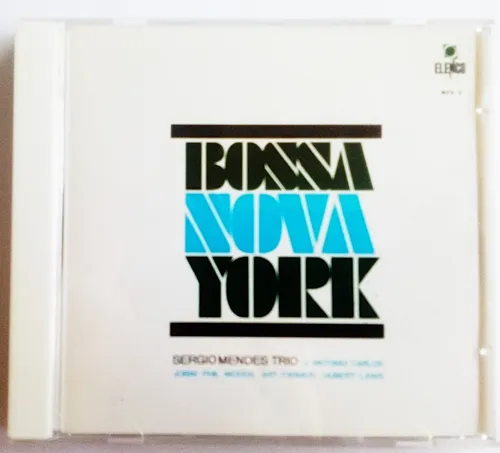 ELENCO
BOSSA
NOVA
YORK
SERGIO MENDES TRIO
ANTONIO CARLOS
JOBIM PHIL WOODS ART FARMER HUBERT LAWS